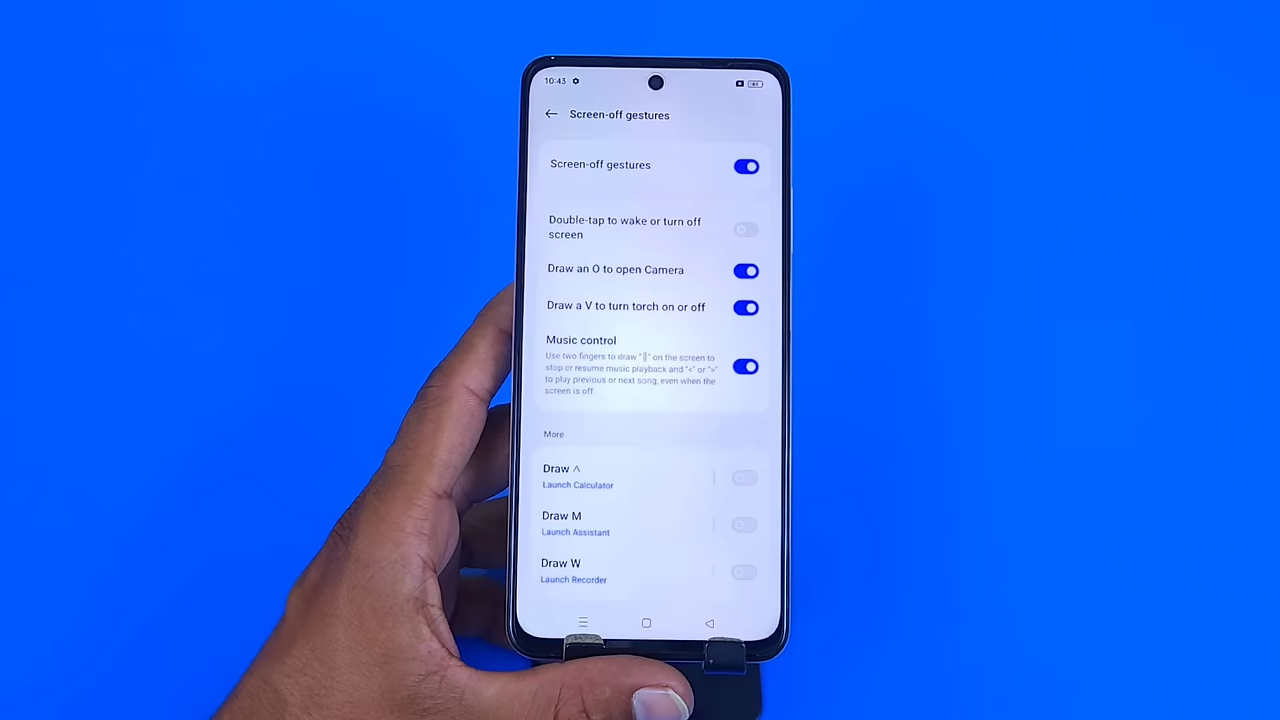 10:43
61
Screen-off gestures
Screen-off gestures
Double-tap to wake or turn off
screen
Draw an O to open Camera
Draw a V to turn torch on or off
Music control
Use two fingers to draw "||" on the screen to
stop or resume music playback and "<" or ">"
to play previous or next song, even when the
screen is off.
More
Draw ^
Launch Calculator
Draw M
Launch Assistant
Draw W
Launch Recorder